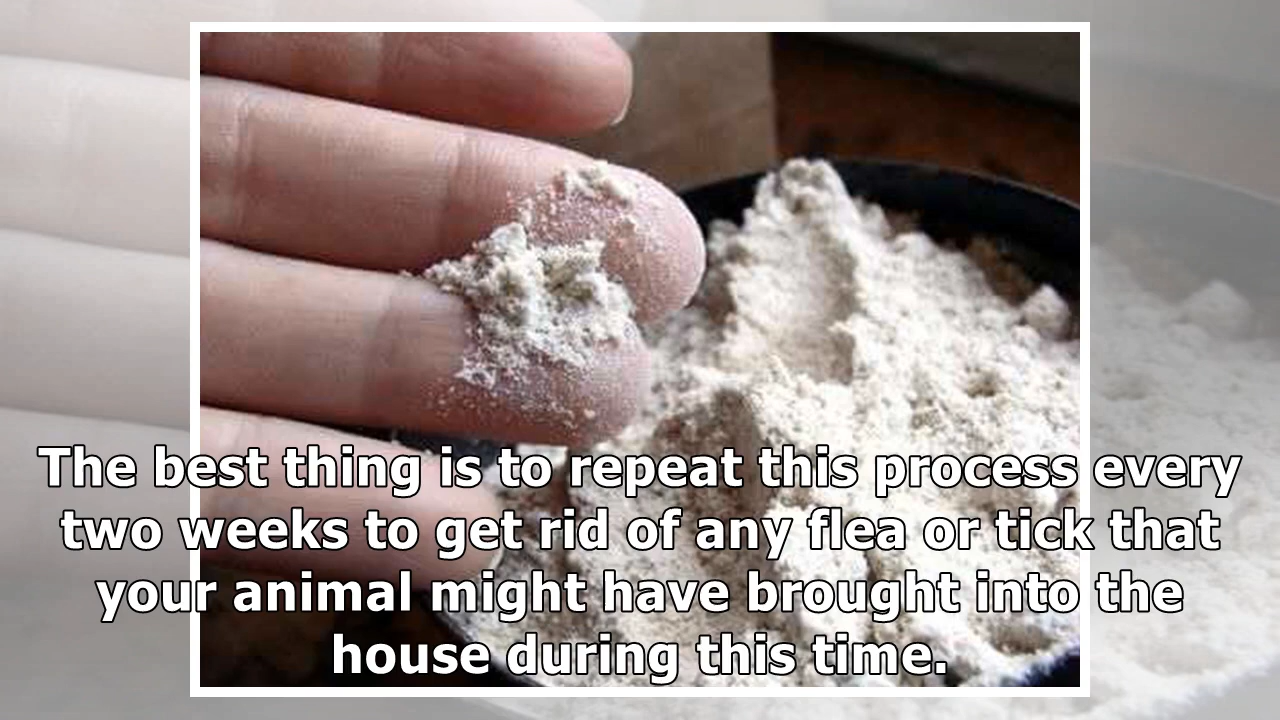 The best thing is to repeat this process every
two weeks to get rid of any flea or tick that
your animal might have brought into the
house during this time.